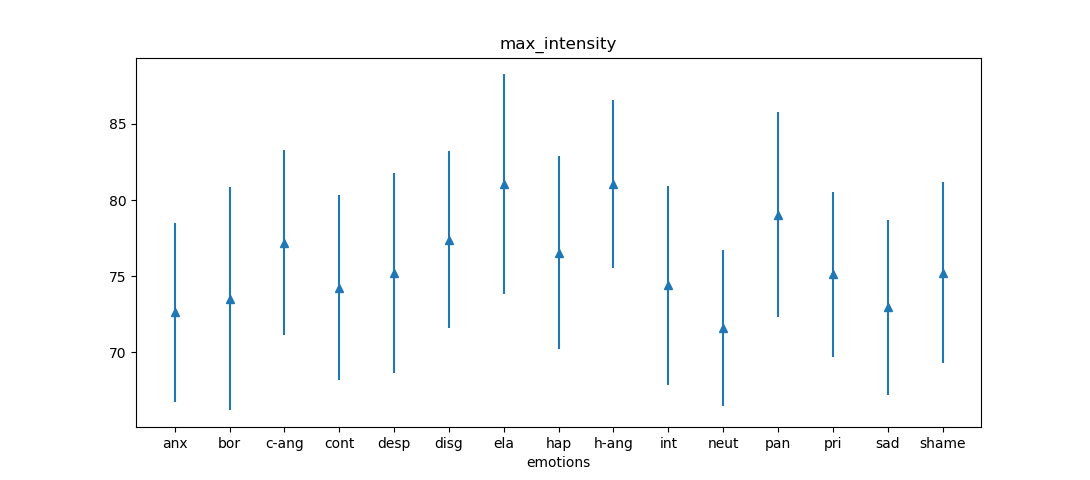 max_intensity
85
80
75
70
anx bor c-ang cont desp disg ela hap h-ang int neut pan pri sad shame
emotions